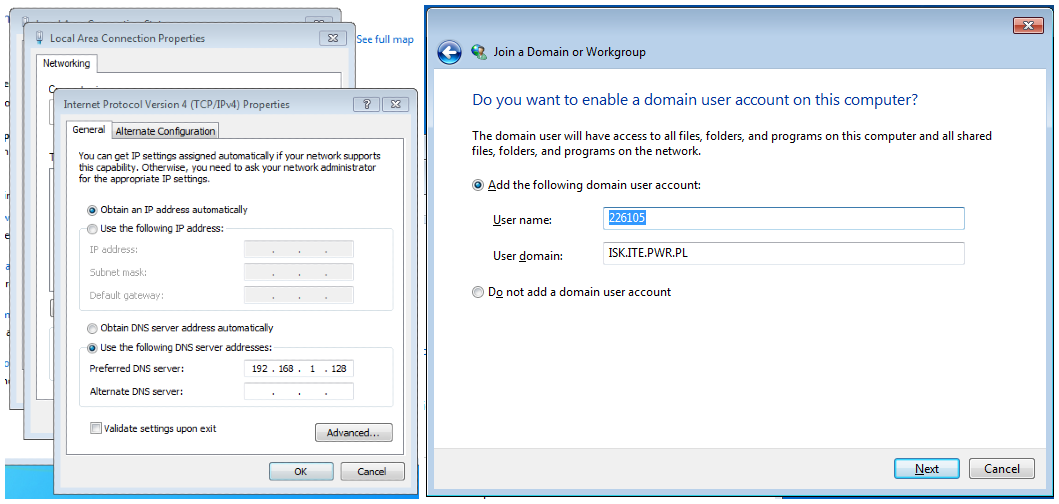 Local Area Connection Status
Local Area Connection Properties
See full map
Networking
Internet Protocol Version 4 (TCP/IPv4) Properties
General
Alternate Configuration
You can get IP settings assigned automatically if your network supports
this capability. Otherwise, you need to ask your network administrator
for the appropriate IP settings.
Obtain an IP address automatically
Use the following IP address:
IP address:
Subnet mask:
Default gateway:
Obtain DNS server address automatically
Use the following DNS server addresses:
Preferred DNS server:
192 . 168 . 1 . 128
Alternate DNS server:
Validate settings upon exit
Advanced...
OK
Cancel
Join a Domain or Workgroup
Do you want to enable a domain user account on this computer?
The domain user will have access to all files, folders, and programs on this computer and all shared
files, folders, and programs on the network.
Add the following domain user account:
User name:
226105
User domain:
ISK.ITE.PWR.PL
Do not add a domain user account
Next
Cancel